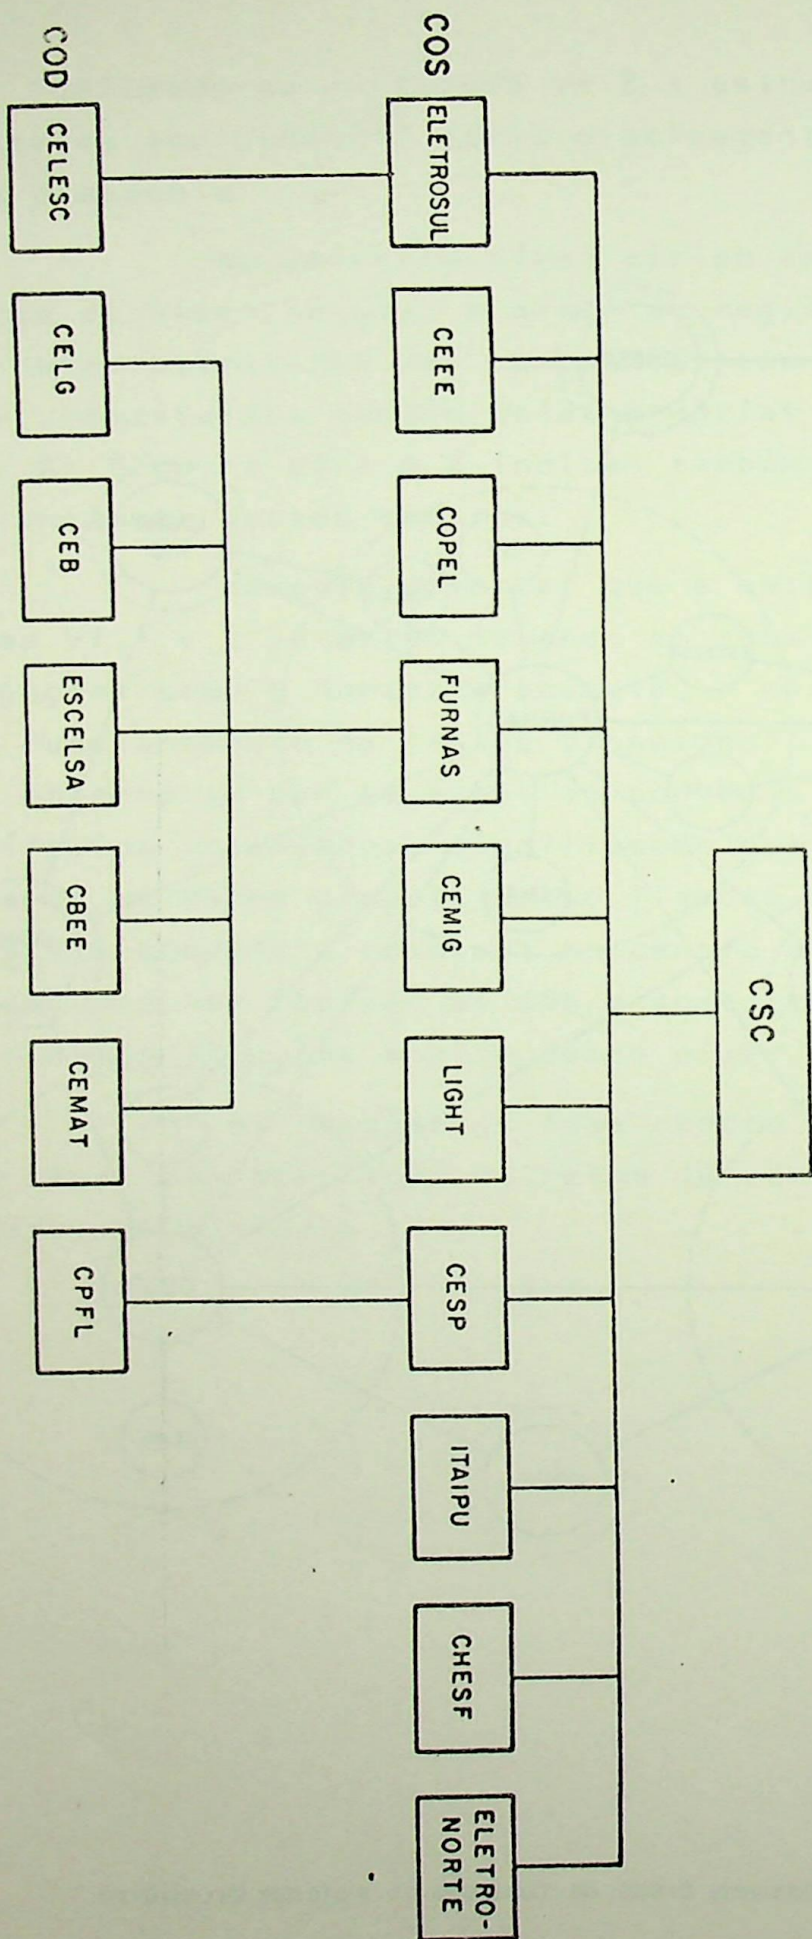 CSC
COS
ELETROSUL
CEEE
COPEL
FURNAS
CEMIG
LIGHT
CESP
ITAIPU
CHESF
ELETRO-
NORTE
COD
CELESC
CELG
CEB
ESCELSA
CBEE
CEMAT
CPFL